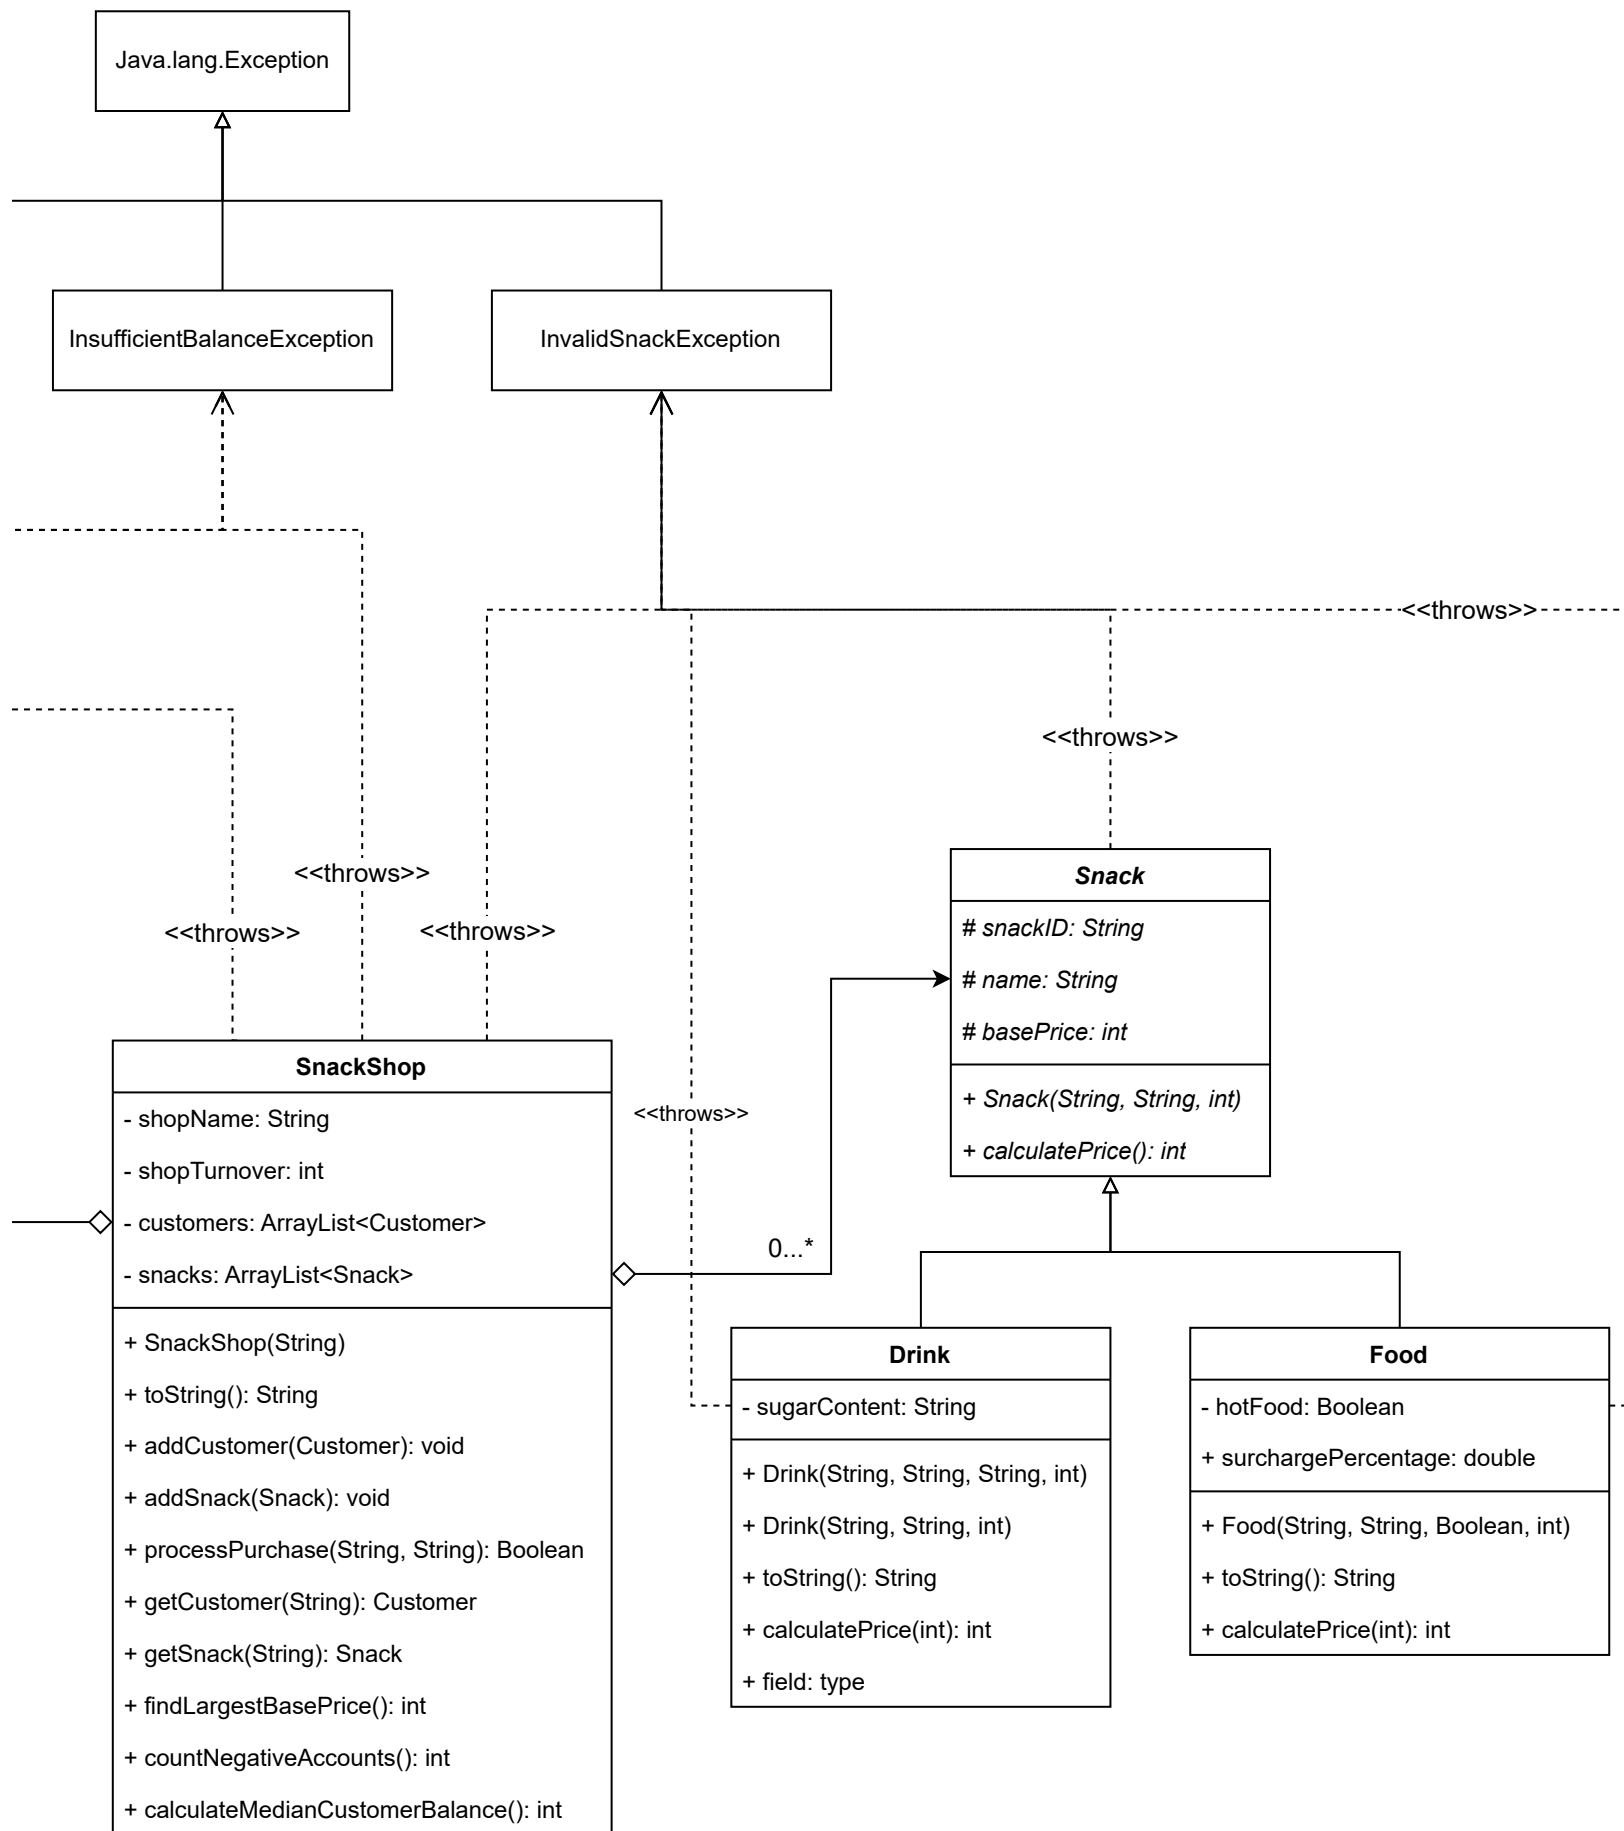 Java.lang.Exception
InsufficientBalanceException
InvalidSnackException
<<throws>>
<<throws>>
<<throws>>
<<throws>>
<<throws>>
<<throws>>
Snack
# snackID: String
# name: String
# basePrice: int
+ Snack(String, String, int)
+ calculatePrice(): int
SnackShop
- shopName: String
- shopTurnover: int
- customers: ArrayList<Customer>
- snacks: ArrayList<Snack>
+ SnackShop(String)
+ toString(): String
+ addCustomer(Customer): void
+ addSnack(Snack): void
+ processPurchase(String, String): Boolean
+ getCustomer(String): Customer
+ getSnack(String): Snack
+ findLargestBasePrice(): int
+ countNegativeAccounts(): int
+ calculateMedianCustomerBalance(): int
0...*
Drink
- sugarContent: String
+ Drink(String, String, String, int)
+ Drink(String, String, int)
+ toString(): String
+ calculatePrice(int): int
+ field: type
Food
- hotFood: Boolean
+ surchargePercentage: double
+ Food(String, String, Boolean, int)
+ toString(): String
+ calculatePrice(int): int